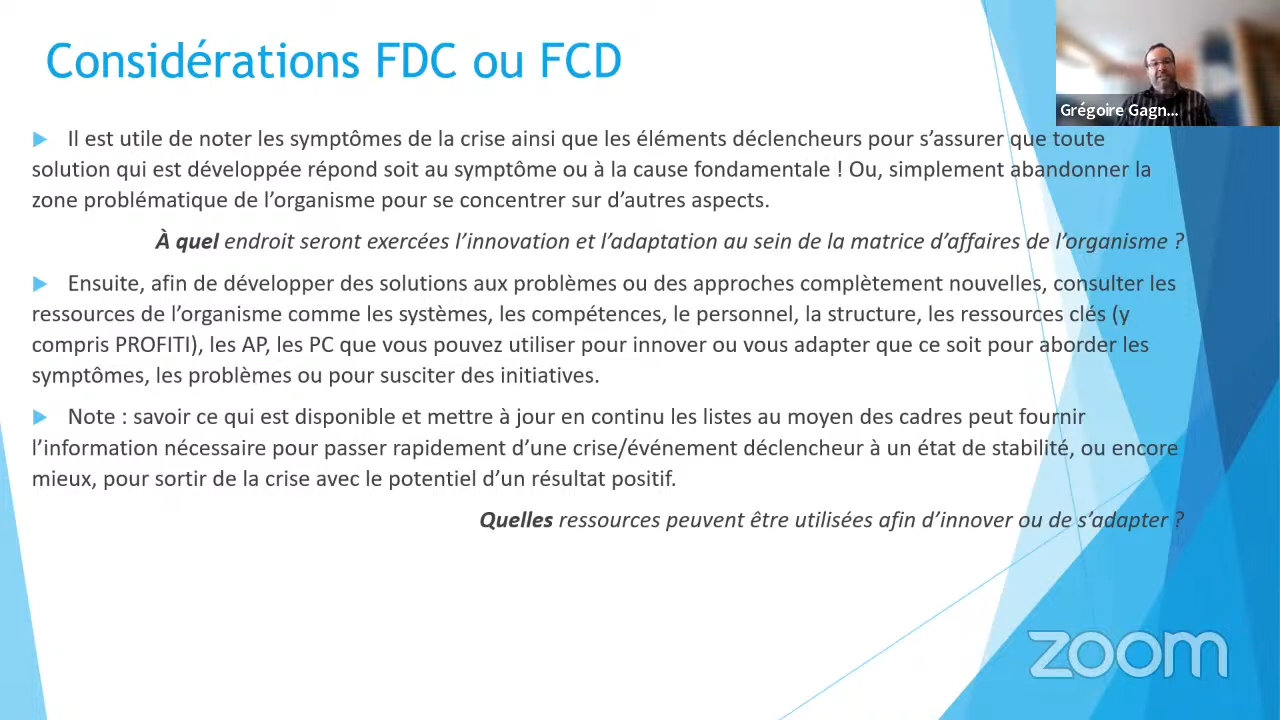 Considérations FDC ou FCD
Grégoire Gagn...
Il est utile de noter les symptômes de la crise ainsi que les éléments déclencheurs pour s’assurer que toute
solution qui est développée répond soit au symptôme ou à la cause fondamentale ! Ou, simplement abandonner la
zone problématique de l’organisme pour se concentrer sur d’autres aspects.
À quel endroit seront exercées l’innovation et l’adaptation au sein de la matrice d’affaires de l’organisme ?
Ensuite, afin de développer des solutions aux problèmes ou des approches complètement nouvelles, consulter les
ressources de l’organisme comme les systèmes, les compétences, le personnel, la structure, les ressources clés (y
compris PROFITI), les AP, les PC que vous pouvez utiliser pour innover ou vous adapter que ce soit pour aborder les
symptômes, les problèmes ou pour susciter des initiatives.
Note : savoir ce qui est disponible et mettre à jour en continu les listes au moyen des cadres peut fournir
l’information nécessaire pour passer rapidement d’une crise/événement déclencheur à un état de stabilité, ou encore
mieux, pour sortir de la crise avec le potentiel d’un résultat positif.
Quelles ressources peuvent être utilisées afin d’innover ou de s’adapter ?
zoom